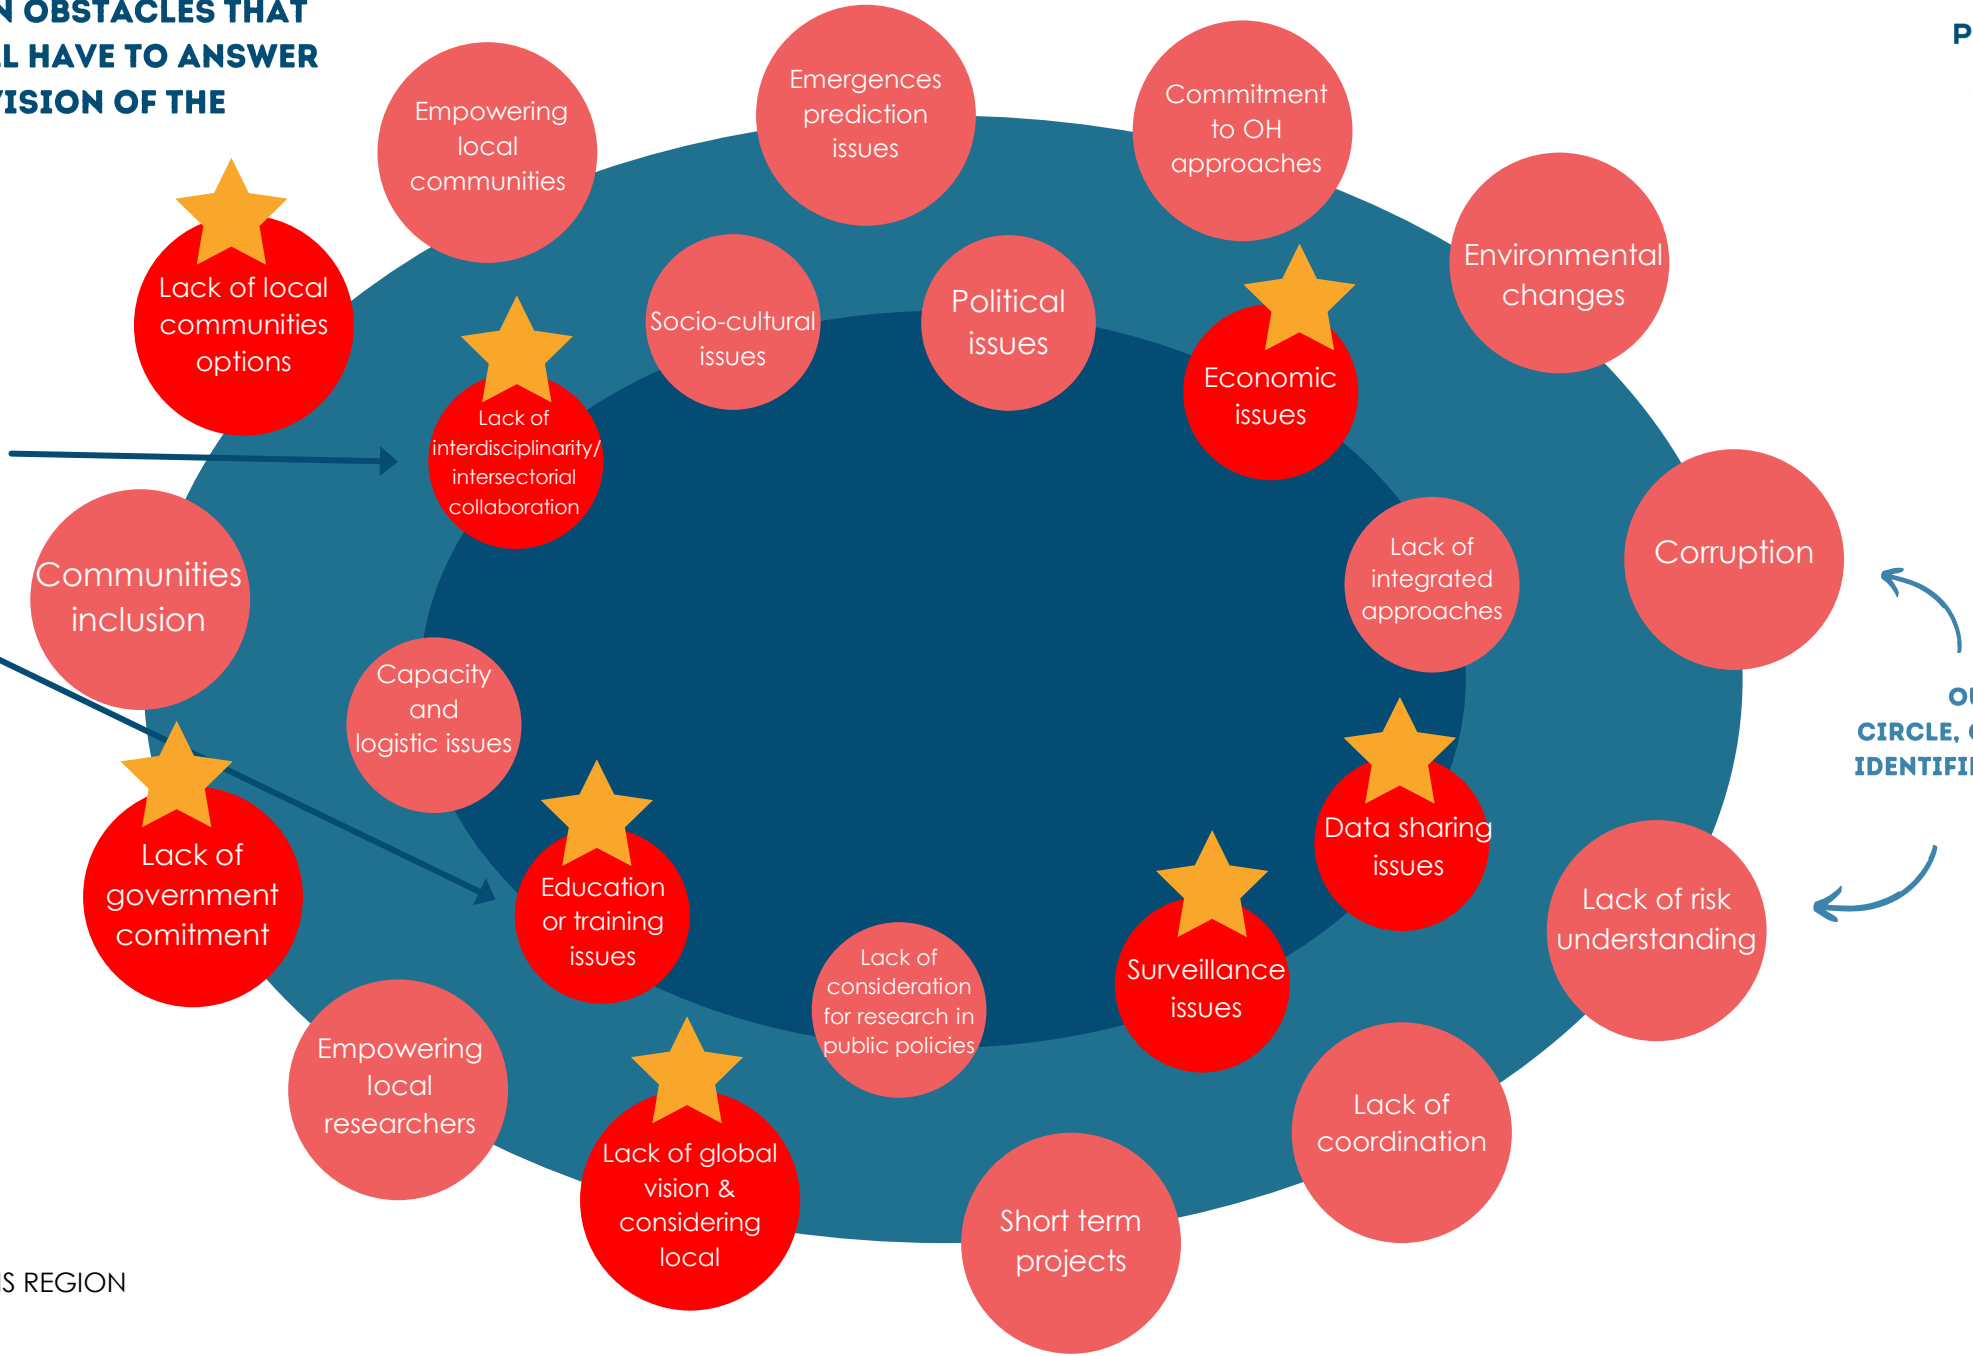 N OBSTACLES THAT
LL HAVE TO ANSWER
VISION OF THE
P
Empowering
local
communities
Emergences
prediction
issues
Commitment
to OH
approaches
Environmental
changes
Lack of local
communities
options
Socio-cultural
issues
Political
issues
Economic
issues
Lack of
interdisciplinarity/
intersectorial
collaboration
Corruption
Lack of
integrated
approaches
Communities
inclusion
Capacity
and
logistic issues
OU
CIRCLE, 
IDENTIFI
Data sharing
issues
Lack of
government
comitment
Education
or training
issues
Lack of risk
understanding
Surveillance
issues
Lack of
consideration
for research in
public policies
Empowering
local
researchers
Lack of
coordination
Lack of global
vision &
considering
local
Short term
projects
IS REGION